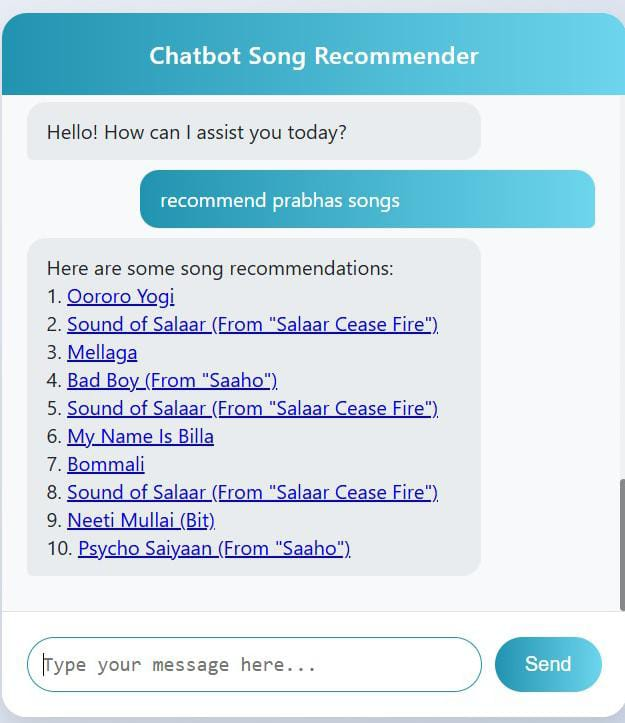 Chatbot Song Recommender
Hello! How can I assist you today?
recommend prabhas songs
Here are some song recommendations:
1. Oororo Yogi
2. Sound of Salaar (From "Salaar Cease Fire")
3. Mellaga
4. Bad Boy (From "Saaho")
5. Sound of Salaar (From "Salaar Cease Fire")
6. My Name Is Billa
7. Bommali
8. Sound of Salaar (From "Salaar Cease Fire")
9. Neeti Mullai (Bit)
10. Psycho Saiyaan (From "Saaho")
Type your message here...
Send